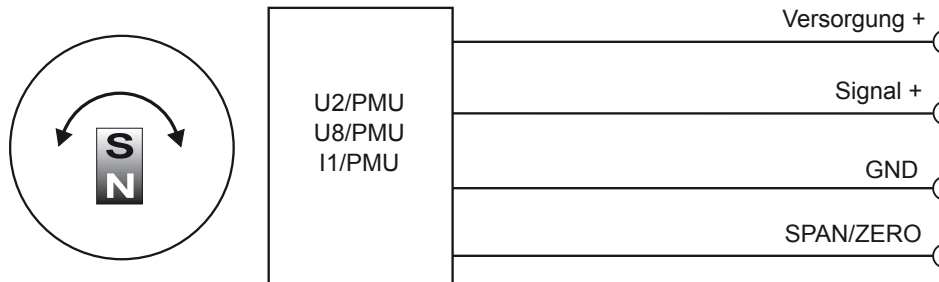 S
N
U2/PMU
U8/PMU
I1/PMU
Versorgung +
Signal +
GND
SPAN/ZERO